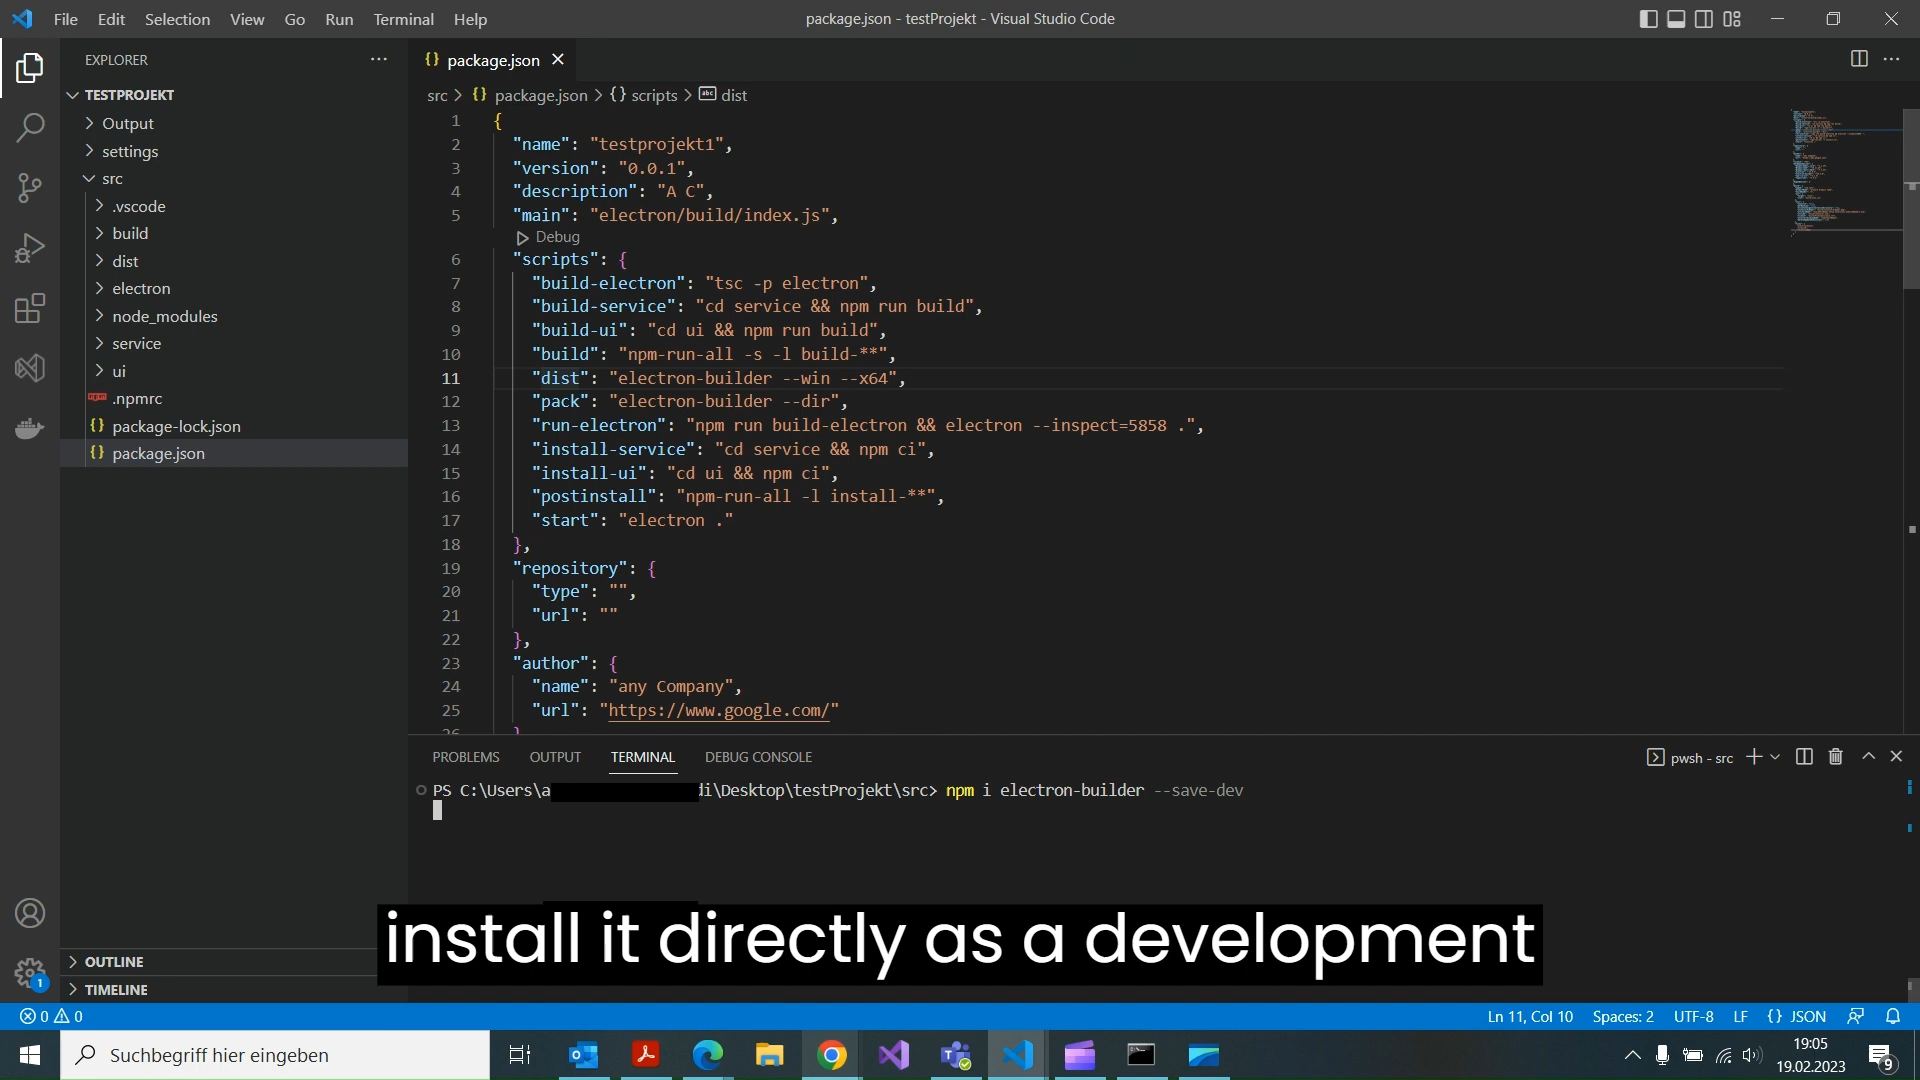 File Edit Selection View Go Run Terminal Help
package.json - testProjekt - Visual Studio Code
EXPLORER
TESTPROJEKT
Output
settings
src
.vscode
build
dist
electron
node_modules
service
ui
.npmrc
package-lock.json
package.json
OUTLINE
TIMELINE
package.json
src > {} package.json > {} scripts > dist
1 {
2 "name": "testprojekt1",
3 "version": "0.0.1",
4 "description": "A C",
5 "main": "electron/build/index.js",
Debug
6 "scripts": {
7 "build-electron": "tsc -p electron",
8 "build-service": "cd service && npm run build",
9 "build-ui": "cd ui && npm run build",
10 "build": "npm-run-all -s -l build-**",
11 "dist": "electron-builder --win --x64",
12 "pack": "electron-builder --dir",
13 "run-electron": "npm run build-electron && electron --inspect=5858 .",
14 "install-service": "cd service && npm ci",
15 "install-ui": "cd ui && npm ci",
16 "postinstall": "npm-run-all -l install-**",
17 "start": "electron ."
18 },
19 "repository": {
20 "type": "",
21 "url": ""
22 },
23 "author": {
24 "name": "any Company",
25 "url": "https://www.google.com/"
26 }
PROBLEMS OUTPUT TERMINAL DEBUG CONSOLE
pwsh - src
PS C:\Users\a di\Desktop\testProjekt\src> npm i electron-builder --save-dev
install it directly as a development
1
0 0
Ln 11, Col 10 Spaces: 2 UTF-8 LF {} JSON
Suchbegriff hier eingeben
19:05
19.02.2023
9